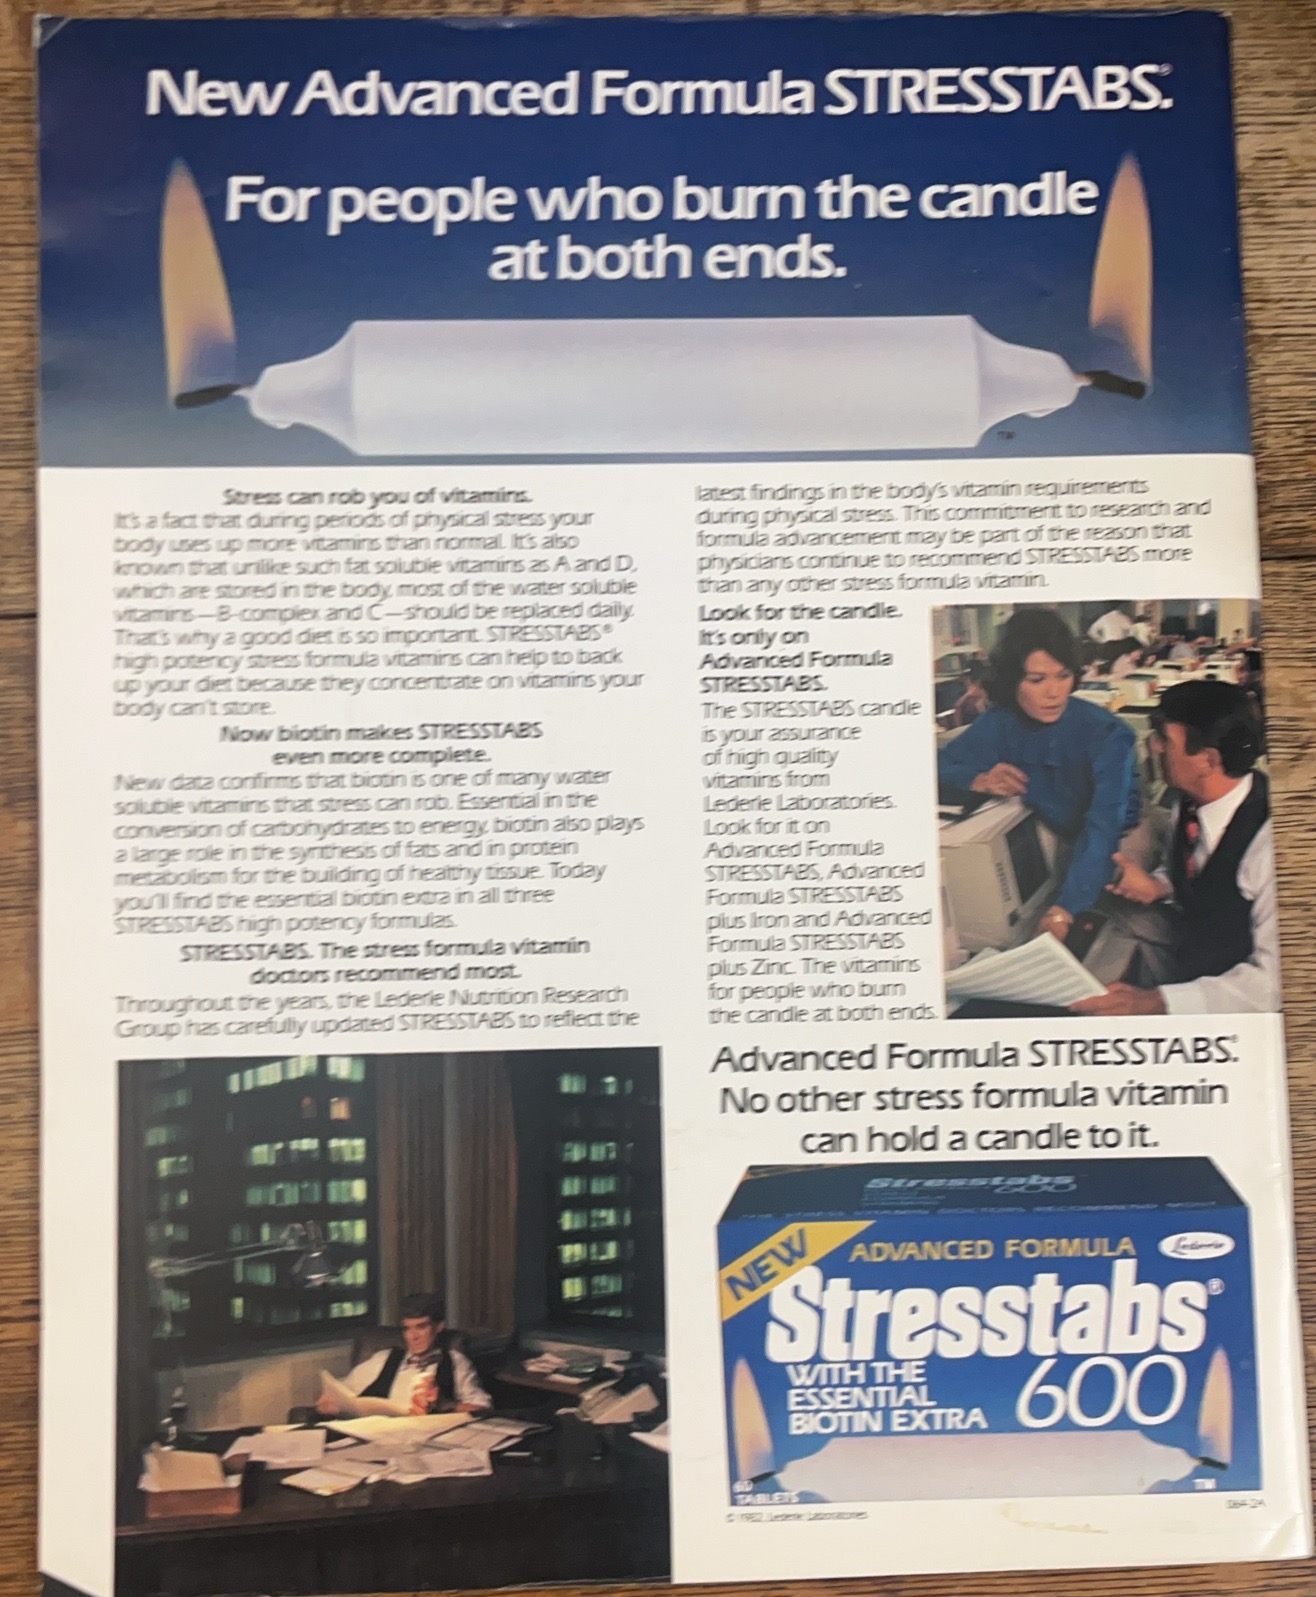 New Advanced Formula STRESSTABS.®
For people who burn the candle
at both ends.
TM
Stress can rob you of vitamins.
It's a fact that during periods of physical stress your
body uses up more vitamins than normal. It's also
known that unlike such fat soluble vitamins as A and D,
which are stored in the body, most of the water soluble
vitamins—B-complex and C—should be replaced daily.
That's why a good diet is so important. STRESSTABS®
high potency stress formula vitamins can help to back
up your diet because they concentrate on vitamins your
body can't store.
Now biotin makes STRESSTABS
even more complete.
New data confirms that biotin is one of many water
soluble vitamins that stress can rob. Essential in the
conversion of carbohydrates to energy, biotin also plays
a large role in the synthesis of fats and in protein
metabolism for the building of healthy tissue. Today
you'll find the essential biotin extra in all three
STRESSTABS high potency formulas.
STRESSTABS. The stress formula vitamin
doctors recommend most.
Throughout the years, the Lederle Nutrition Research
Group has carefully updated STRESSTABS to reflect the
latest findings in the body's vitamin requirements
during physical stress. This commitment to research and
formula advancement may be part of the reason that
physicians continue to recommend STRESSTABS more
than any other stress formula vitamin.
Look for the candle.
It's only on
Advanced Formula
STRESSTABS.
The STRESSTABS candle
is your assurance
of high quality
vitamins from
Lederle Laboratories.
Look for it on
Advanced Formula
STRESSTABS, Advanced
Formula STRESSTABS
plus Iron and Advanced
Formula STRESSTABS
plus Zinc. The vitamins
for people who burn
the candle at both ends.
Advanced Formula STRESSTABS.®
No other stress formula vitamin
can hold a candle to it.
Stresstabs
600
NEW
ADVANCED FORMULA
Lederle
Stresstabs®
600
WITH THE
ESSENTIAL
BIOTIN EXTRA
60
TABLETS
TM
© 1982, Lederle Laboratories